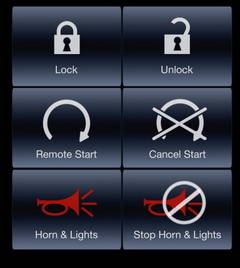 Lock
Unlock
Remote Start
Cancel Start
Horn & Lights
Stop Horn & Lights